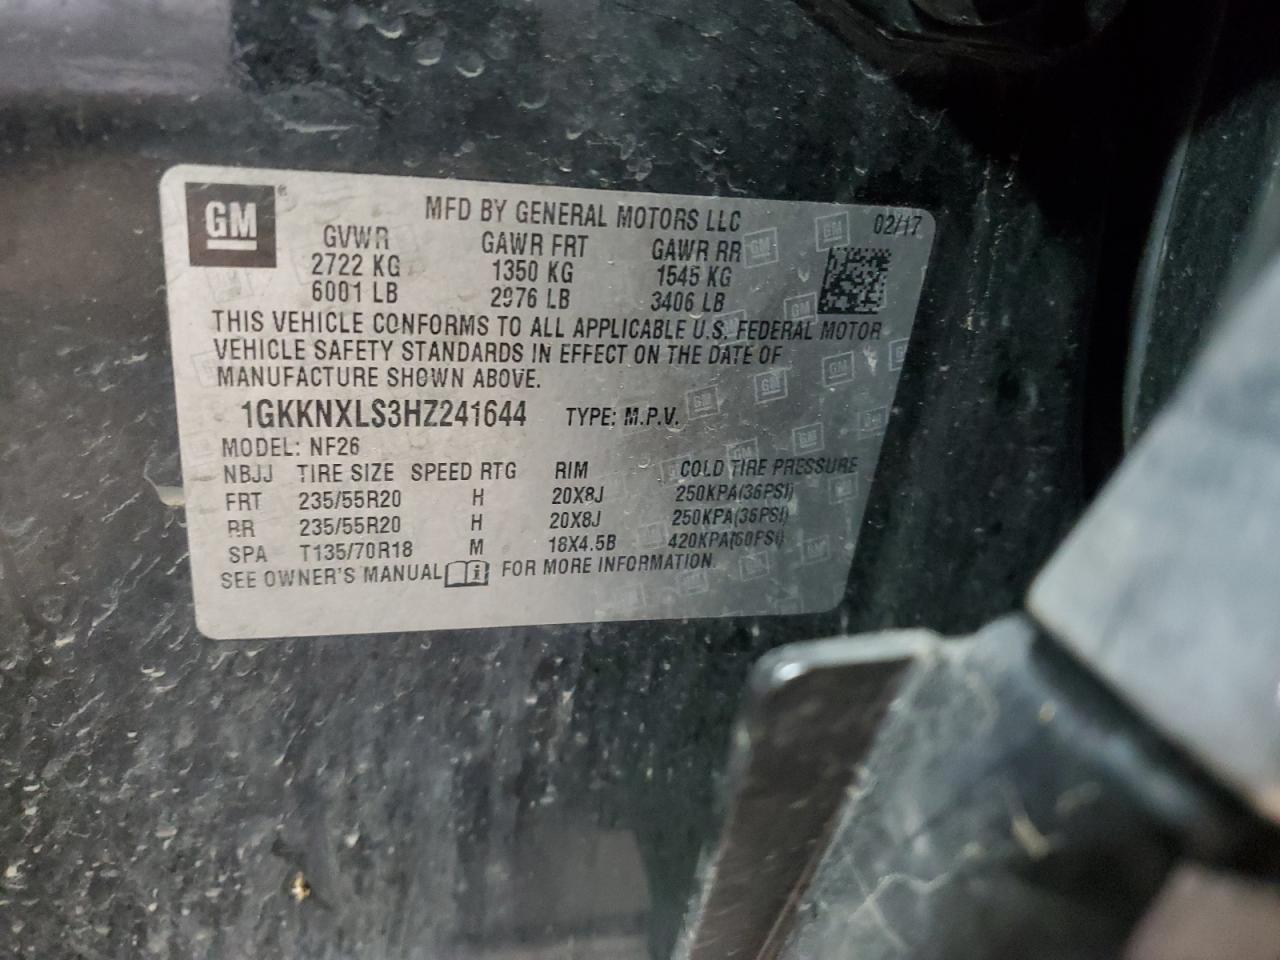 GM®
MFD BY GENERAL MOTORS LLC 02/17
GVWR GAWR FRT GAWR RR
2722 KG 1350 KG 1545 KG
6001 LB 2976 LB 3406 LB
THIS VEHICLE CONFORMS TO ALL APPLICABLE U.S. FEDERAL MOTOR
VEHICLE SAFETY STANDARDS IN EFFECT ON THE DATE OF
MANUFACTURE SHOWN ABOVE.
1GKKNXLS3HZ241644 TYPE: M.P.V.
MODEL: NF26
NBJJ TIRE SIZE SPEED RTG RIM COLD TIRE PRESSURE
FRT 235/55R20 H 20X8J 250KPA(36PSI)
RR 235/55R20 H 20X8J 250KPA(36PSI)
SPA T135/70R18 M 18X4.5B 420KPA(60PSI)
SEE OWNER'S MANUAL i FOR MORE INFORMATION.